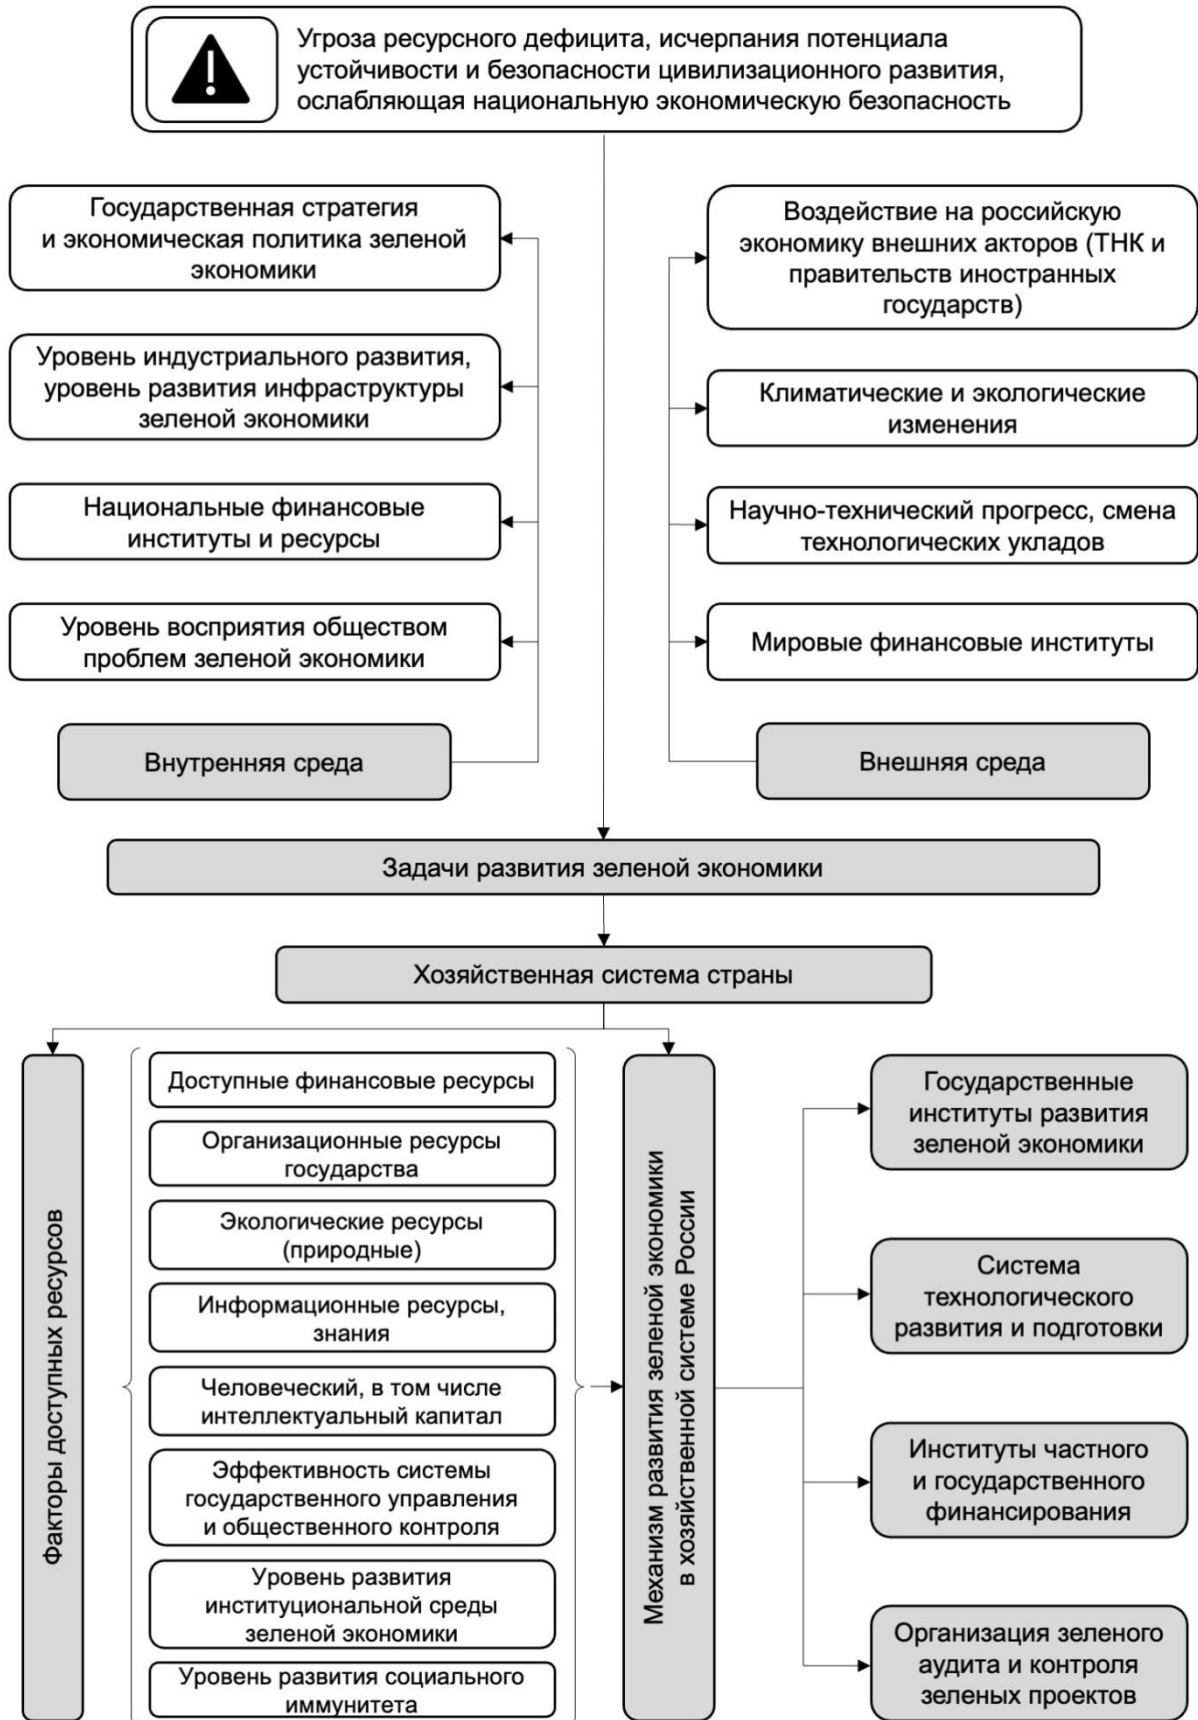 Угроза ресурсного дефицита, исчерпания потенциала
устойчивости и безопасности цивилизационного развития,
ослабляющая национальную экономическую безопасность
Государственная стратегия
и экономическая политика зеленой
экономики
Уровень индустриального развития,
уровень развития инфраструктуры
зеленой экономики
Национальные финансовые
институты и ресурсы
Уровень восприятия обществом
проблем зеленой экономики
Внутренняя среда
Воздействие на российскую
экономику внешних акторов (ТНК и
правительств иностранных
государств)
Климатические и экологические
изменения
Научно-технический прогресс, смена
технологических укладов
Мировые финансовые институты
Внешняя среда
Задачи развития зеленой экономики
Хозяйственная система страны
Факторы доступных ресурсов
Доступные финансовые ресурсы
Организационные ресурсы
государства
Экологические ресурсы
(природные)
Информационные ресурсы,
знания
Человеческий, в том числе
интеллектуальный капитал
Эффективность системы
государственного управления
и общественного контроля
Уровень развития
институциональной среды
зеленой экономики
Уровень развития социального
иммунитета
Механизм развития зеленой экономики
в хозяйственной системе России
Государственные
институты развития
зеленой экономики
Система
технологического
развития и подготовки
Институты частного
и государственного
финансирования
Организация зеленого
аудита и контроля
зеленых проектов